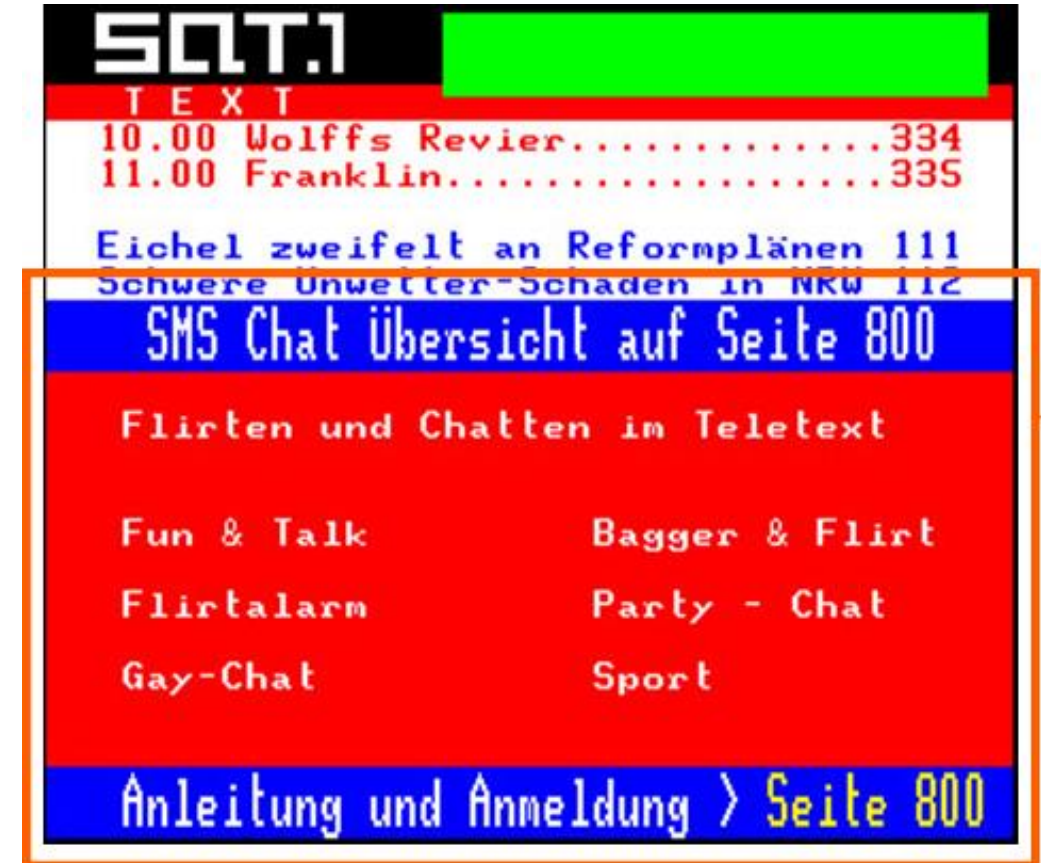 SAT.1
TEXT
10.00 Wolffs Revier..............334
11.00 Franklin...................335
Eichel zweifelt an Reformplänen 111
Schwere Unwetter-Schäden in NRW 112
SMS Chat Übersicht auf Seite 800
Flirten und Chatten im Teletext
Fun & Talk Bagger & Flirt
Flirtalarm Party - Chat
Gay-Chat Sport
Anleitung und Anmeldung > Seite 800